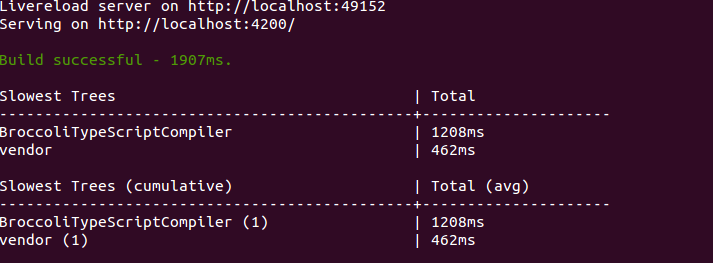 Livereload server on http://localhost:49152
Serving on http://localhost:4200/
Build successful - 1907ms.
Slowest Trees                                 | Total
----------------------------------------------+---------------------
BroccoliTypeScriptCompiler                    | 1208ms
vendor                                        | 462ms
Slowest Trees (cumulative)                    | Total (avg)
----------------------------------------------+---------------------
BroccoliTypeScriptCompiler (1)                | 1208ms
vendor (1)                                    | 462ms